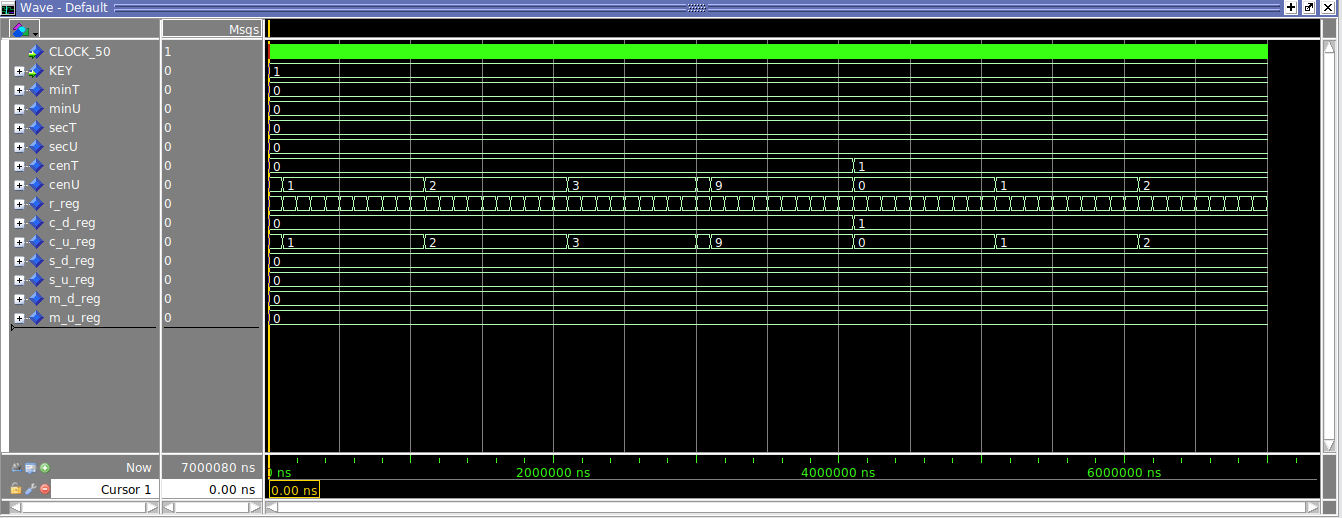 Wave - Default
Msgs
CLOCK_50 1
KEY 0 1
minT 0 0
minU 0 0
secT 0 0
secU 0 0
cenT 0 0 1
cenU 0 1 2 3 9 0 1 2
r_reg 0
c_d_reg 0 0 1
c_u_reg 0 1 2 3 9 0 1 2
s_d_reg 0 0
s_u_reg 0 0
m_d_reg 0 0
m_u_reg 0 0
Now 7000080 ns ns 2000000 ns 4000000 ns 6000000 ns
Cursor 1 0.00 ns 0.00 ns